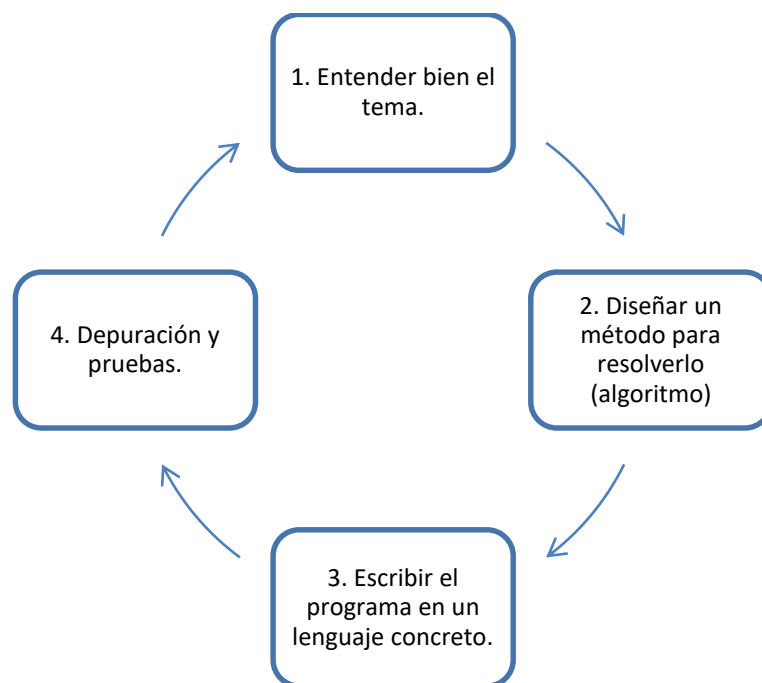 1. Entender bien el
tema.
2. Diseñar un
método para
resolverlo
(algoritmo)
3. Escribir el
programa en un
lenguaje concreto.
4. Depuración y
pruebas.